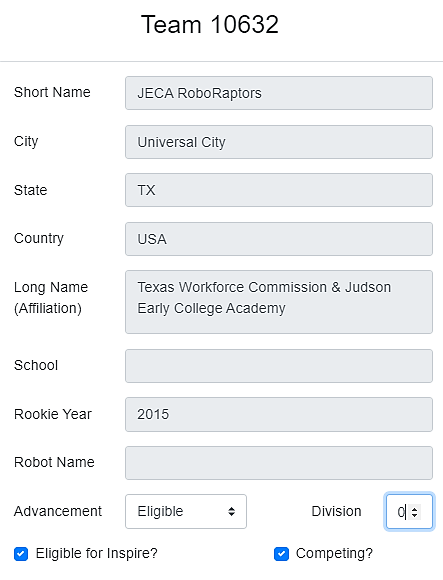 Team 10632
Short Name JECA RoboRaptors
City Universal City
State TX
Country USA
Long Name Texas Workforce Commission & Judson
(Affiliation) Early College Academy
School
Rookie Year 2015
Robot Name
Advancement Eligible Division 0
Eligible for Inspire? Competing?